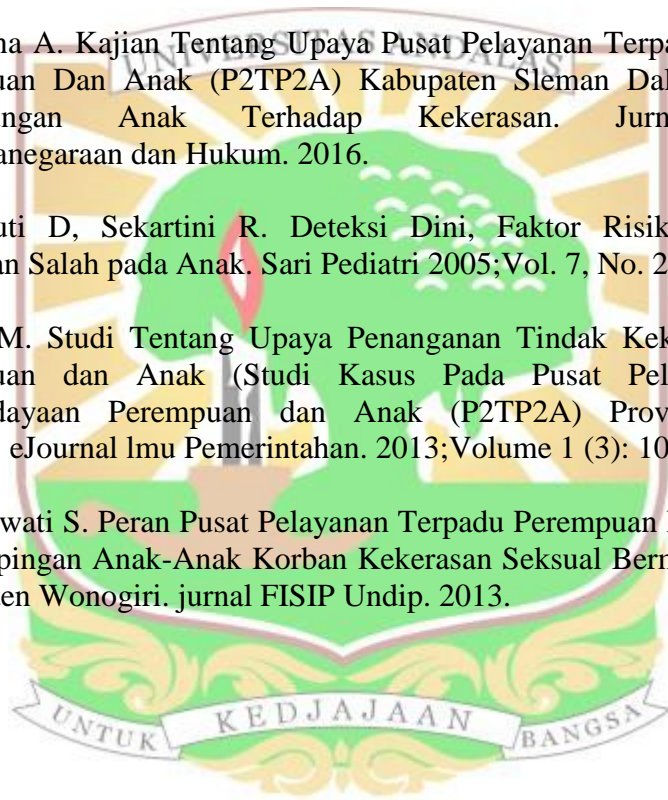 na A. Kajian Tentang Upaya Pusat Pelayanan Terpa
UNIVERSITAS ANDALAS
uan Dan Anak (P2TP2A) Kabupaten Sleman Dal
ungan Anak Terhadap Kekerasan. Jurn
anegaraan dan Hukum. 2016.
uti D, Sekartini R. Deteksi Dini, Faktor Risik
an Salah pada Anak. Sari Pediatri 2005;Vol. 7, No. 2
M. Studi Tentang Upaya Penanganan Tindak Kek
uan dan Anak (Studi Kasus Pada Pusat Pel
dayaan Perempuan dan Anak (P2TP2A) Prov
eJournal lmu Pemerintahan. 2013;Volume 1 (3): 10
wati S. Peran Pusat Pelayanan Terpadu Perempuan
pingan Anak-Anak Korban Kekerasan Seksual Bern
en Wonogiri. jurnal FISIP Undip. 2013.
UNTUK KEDJAJAAN BANGSA